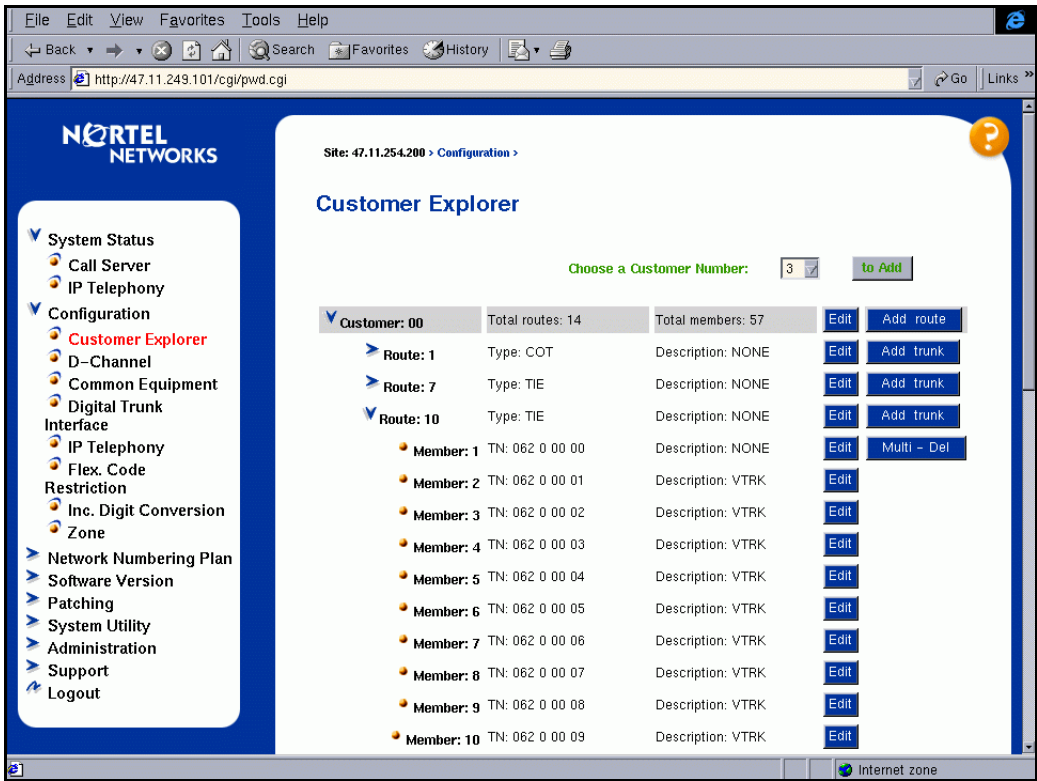 File Edit View Favorites Tools Help
Back Search Favorites History
Address http://47.11.249.101/cgi/pwd.cgi Go Links »
NORTEL
NETWORKS
Site: 47.11.254.200 > Configuration >
?
Customer Explorer
Choose a Customer Number: 3 to Add
System Status
Call Server
IP Telephony
Configuration
Customer Explorer
D-Channel
Common Equipment
Digital Trunk
Interface
IP Telephony
Flex. Code
Restriction
Inc. Digit Conversion
Zone
Network Numbering Plan
Software Version
Patching
System Utility
Administration
Support
Logout
Customer: 00 Total routes: 14 Total members: 57 Edit Add route
Route: 1 Type: COT Description: NONE Edit Add trunk
Route: 7 Type: TIE Description: NONE Edit Add trunk
Route: 10 Type: TIE Description: NONE Edit Add trunk
Member: 1 TN: 062 0 00 00 Description: NONE Edit Multi - Del
Member: 2 TN: 062 0 00 01 Description: VTRK Edit
Member: 3 TN: 062 0 00 02 Description: VTRK Edit
Member: 4 TN: 062 0 00 03 Description: VTRK Edit
Member: 5 TN: 062 0 00 04 Description: VTRK Edit
Member: 6 TN: 062 0 00 05 Description: VTRK Edit
Member: 7 TN: 062 0 00 06 Description: VTRK Edit
Member: 8 TN: 062 0 00 07 Description: VTRK Edit
Member: 9 TN: 062 0 00 08 Description: VTRK Edit
Member: 10 TN: 062 0 00 09 Description: VTRK Edit
Internet zone